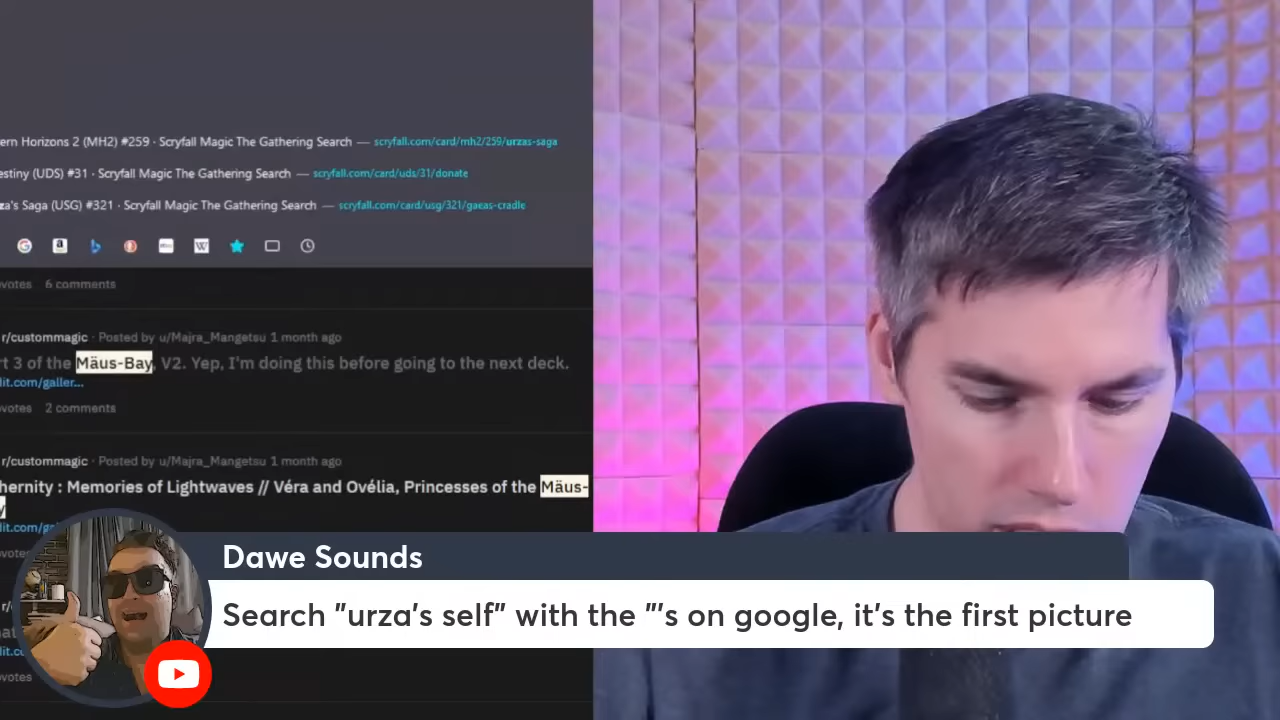 ern Horizons 2 (MH2) #259 · Scryfall Magic The Gathering Search — scryfall.com/card/mh2/259/urzas-saga
estiny (UDS) #31 · Scryfall Magic The Gathering Search — scryfall.com/card/uds/31/donate
za's Saga (USG) #321 · Scryfall Magic The Gathering Search — scryfall.com/card/usg/321/gaeas-cradle
votes 6 comments
r/custommagic · Posted by u/Majra_Mangetsu 1 month ago
rt 3 of the Mäus-Bay, V2. Yep, I'm doing this before going to the next deck.
dit.com/galler...
votes 2 comments
r/custommagic · Posted by u/Majra_Mangetsu 1 month ago
hernity : Memories of Lightwaves // Véra and Ovélia, Princesses of the Mäus-
y
dit.com/gal
Dawe Sounds
Search "urza's self" with the "'s on google, it's the first picture
votes